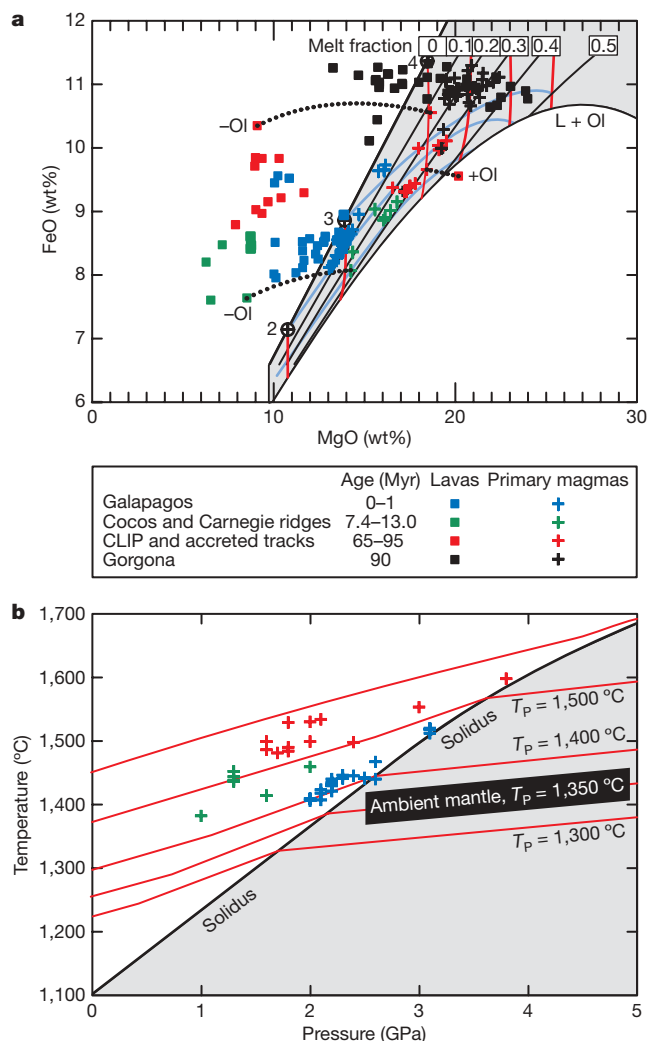 a
Melt fraction 0 0.1 0.2 0.3 0.4 0.5
12
11
10
9
8
7
6
FeO (wt%)
4
–Ol
L + Ol
+Ol
3
–Ol
2
0 10 20 30
MgO (wt%)
Age (Myr) Lavas Primary magmas
Galapagos 0–1
Cocos and Carnegie ridges 7.4–13.0
CLIP and accreted tracks 65–95
Gorgona 90
b
1,700
1,600
1,500
1,400
1,300
1,200
1,100
Temperature (°C)
Solidus
TP = 1,500 °C
TP = 1,400 °C
Ambient mantle, TP = 1,350 °C
TP = 1,300 °C
Solidus
0 1 2 3 4 5
Pressure (GPa)